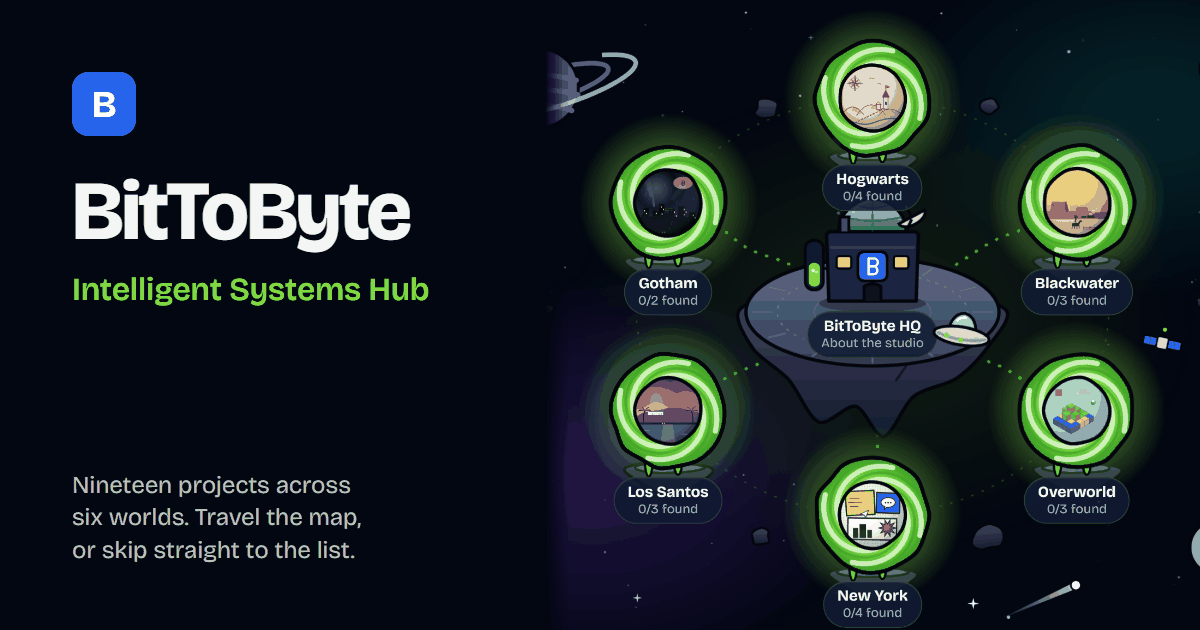 B
BitToByte
Intelligent Systems Hub
Nineteen projects across
six worlds. Travel the map,
or skip straight to the list.
Hogwarts
0/4 found
Gotham
0/2 found
Blackwater
0/3 found
B
BitToByte HQ
About the studio
Los Santos
0/3 found
Overworld
0/3 found
New York
0/4 found